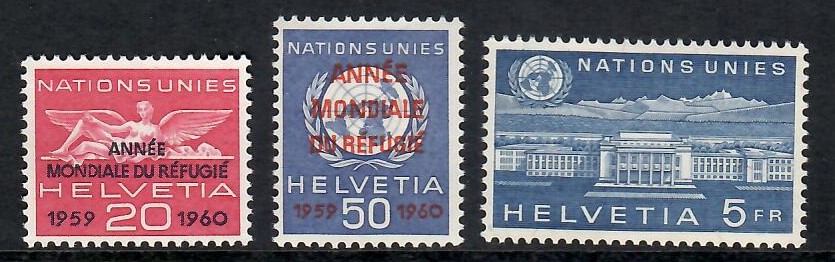 NATIONS UNIES
ANNÉE
MONDIALE DU RÉFUGIÉ
HELVETIA
1959 20 1960
NATIONS UNIES
ANNÉE
MONDIALE
DU RÉFUGIÉ
HELVETIA
1959 50 1960
NATIONS UNIES
HELVETIA 5 FR